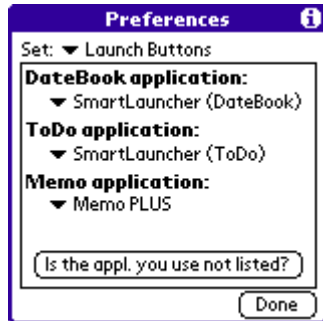 Preferences
Set: Launch Buttons
DateBook application:
SmartLauncher (DateBook)
ToDo application:
SmartLauncher (ToDo)
Memo application:
Memo PLUS
Is the appl. you use not listed?
Done